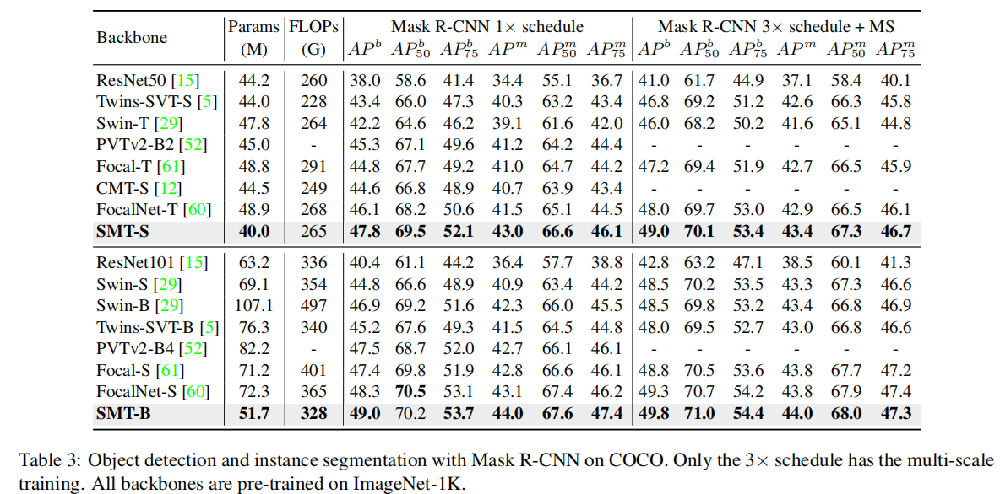 Backbone Params FLOPs Mask R-CNN 1× schedule Mask R-CNN 3× schedule + MS
(M) (G) AP^b AP^b_50 AP^b_75 AP^m AP^m_50 AP^m_75 AP^b AP^b_50 AP^b_75 AP^m AP^m_50 AP^m_75
ResNet50 [15] 44.2 260 38.0 58.6 41.4 34.4 55.1 36.7 41.0 61.7 44.9 37.1 58.4 40.1
Twins-SVT-S [5] 44.0 228 43.4 66.0 47.3 40.3 63.2 43.4 46.8 69.2 51.2 42.6 66.3 45.8
Swin-T [29] 47.8 264 42.2 64.6 46.2 39.1 61.6 42.0 46.0 68.2 50.2 41.6 65.1 44.8
PVTv2-B2 [52] 45.0 - 45.3 67.1 49.6 41.2 64.2 44.4 - - - - - -
Focal-T [61] 48.8 291 44.8 67.7 49.2 41.0 64.7 44.2 47.2 69.4 51.9 42.7 66.5 45.9
CMT-S [12] 44.5 249 44.6 66.8 48.9 40.7 63.9 43.4 - - - - - -
FocalNet-T [60] 48.9 268 46.1 68.2 50.6 41.5 65.1 44.5 48.0 69.7 53.0 42.9 66.5 46.1
SMT-S 40.0 265 47.8 69.5 52.1 43.0 66.6 46.1 49.0 70.1 53.4 43.4 67.3 46.7
ResNet101 [15] 63.2 336 40.4 61.1 44.2 36.4 57.7 38.8 42.8 63.2 47.1 38.5 60.1 41.3
Swin-S [29] 69.1 354 44.8 66.6 48.9 40.9 63.4 44.2 48.5 70.2 53.5 43.3 67.3 46.6
Swin-B [29] 107.1 497 46.9 69.2 51.6 42.3 66.0 45.5 48.5 69.8 53.2 43.4 66.8 46.9
Twins-SVT-B [5] 76.3 340 45.2 67.6 49.3 41.5 64.5 44.8 48.0 69.5 52.7 43.0 66.8 46.6
PVTv2-B4 [52] 82.2 - 47.5 68.7 52.0 42.7 66.1 46.1 - - - - - -
Focal-S [61] 71.2 401 47.4 69.8 51.9 42.8 66.6 46.1 48.8 70.5 53.6 43.8 67.7 47.2
FocalNet-S [60] 72.3 365 48.3 70.5 53.1 43.1 67.4 46.2 49.3 70.7 54.2 43.8 67.9 47.4
SMT-B 51.7 328 49.0 70.2 53.7 44.0 67.6 47.4 49.8 71.0 54.4 44.0 68.0 47.3
Table 3: Object detection and instance segmentation with Mask R-CNN on COCO. Only the 3× schedule has the multi-scale
training. All backbones are pre-trained on ImageNet-1K.